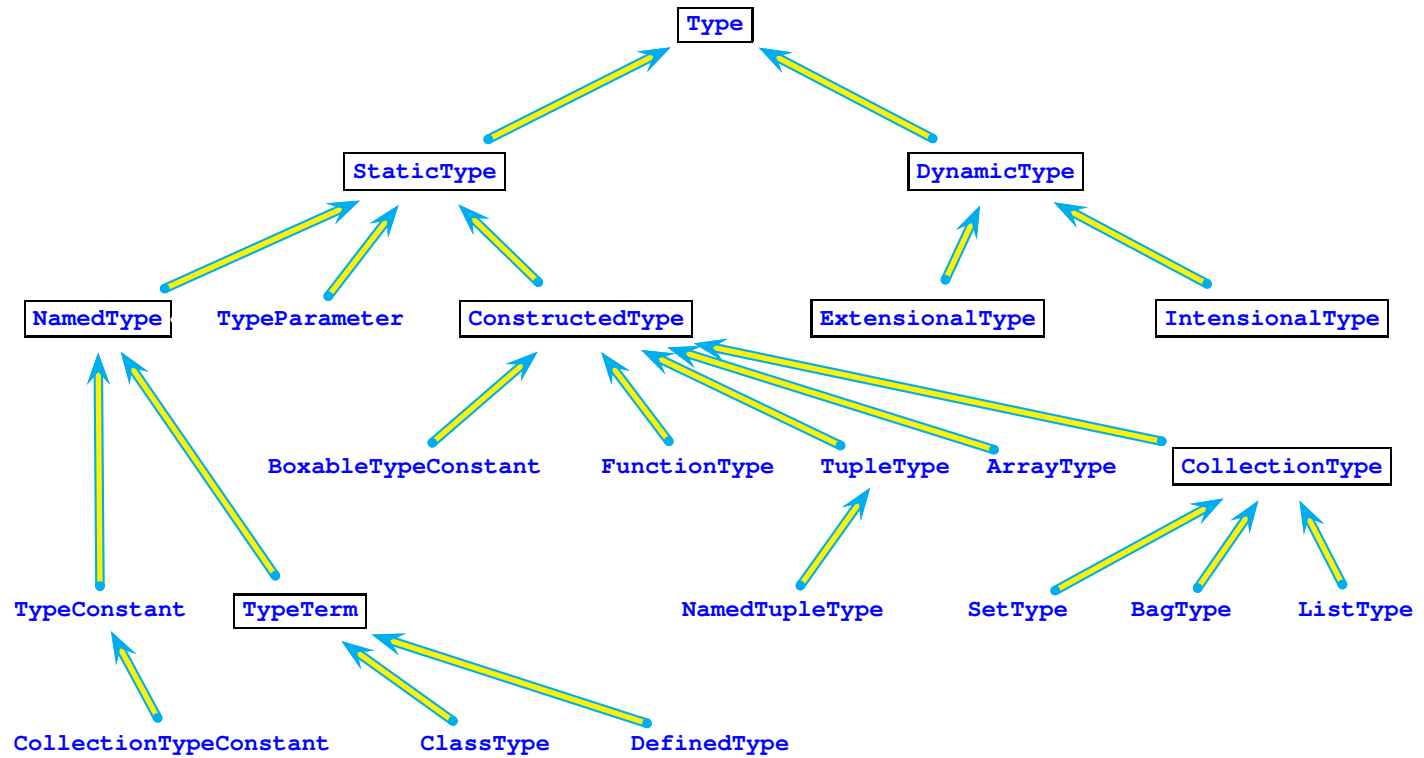 Type
StaticType DynamicType
NamedType TypeParameter ConstructedType ExtensionalType IntensionalType
BoxableTypeConstant FunctionType TupleType ArrayType CollectionType
TypeConstant TypeTerm NamedTupleType SetType BagType ListType
CollectionTypeConstant ClassType DefinedType